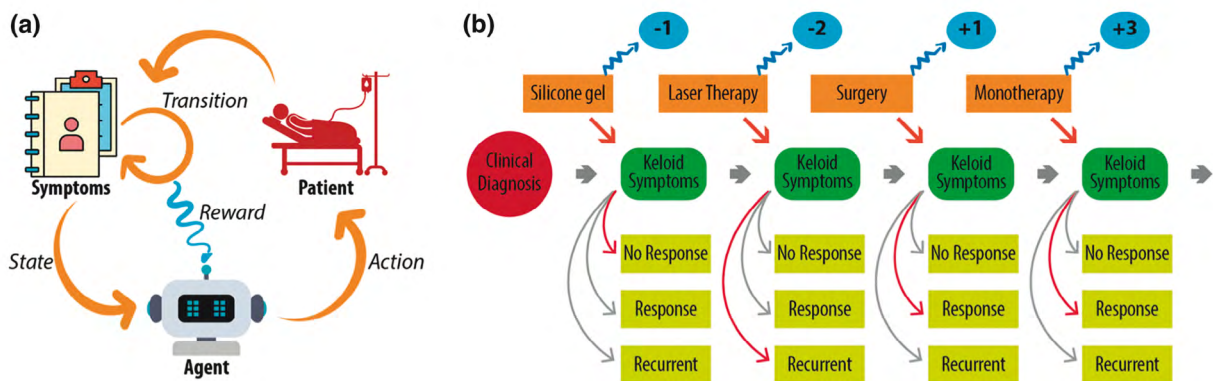 (a)
Transition
Symptoms
Patient
Reward
State
Action
Agent
(b)
-1
-2
+1
+3
Silicone gel
Laser Therapy
Surgery
Monotherapy
Clinical
Diagnosis
Keloid
Symptoms
Keloid
Symptoms
Keloid
Symptoms
Keloid
Symptoms
No Response
No Response
No Response
No Response
Response
Response
Response
Response
Recurrent
Recurrent
Recurrent
Recurrent